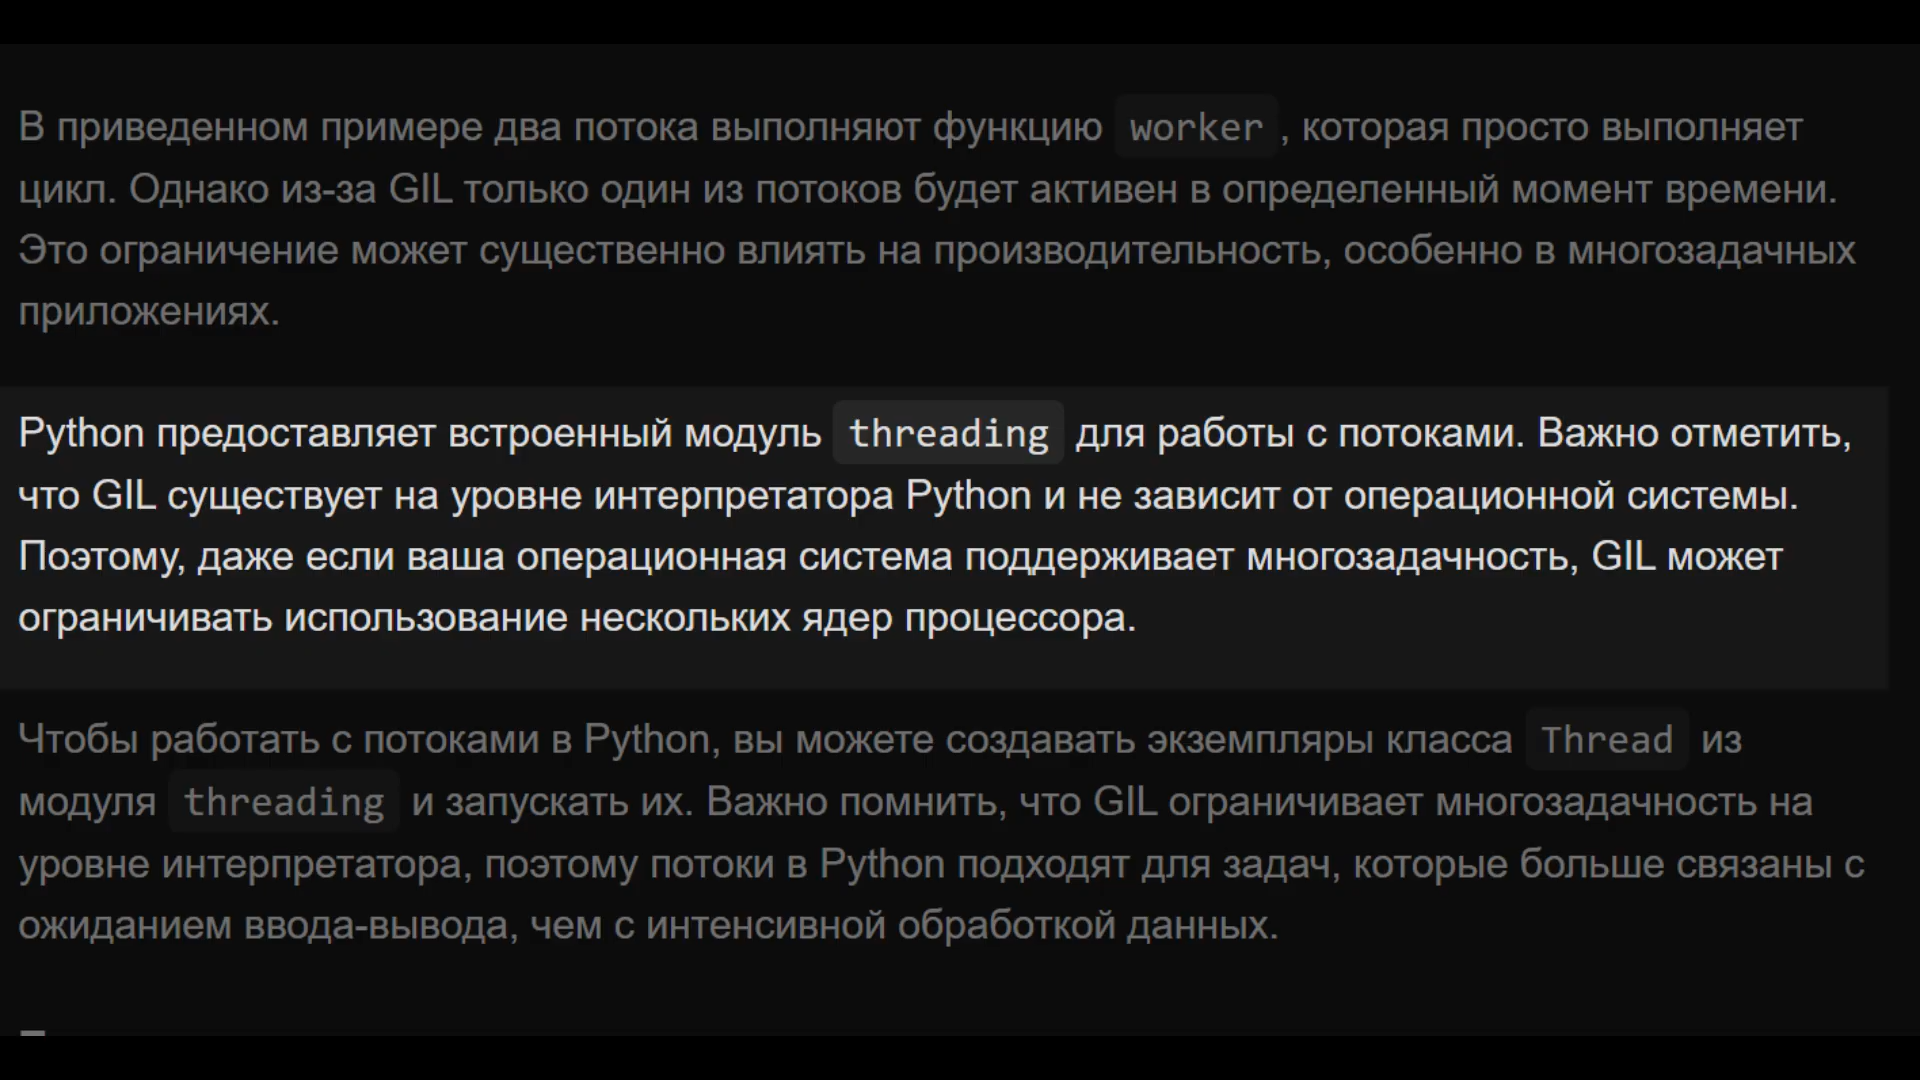 В приведенном примере два потока выполняют функцию worker, которая просто выполняет
цикл. Однако из-за GIL только один из потоков будет активен в определенный момент времени.
Это ограничение может существенно влиять на производительность, особенно в многозадачных
приложениях.
Python предоставляет встроенный модуль threading для работы с потоками. Важно отметить,
что GIL существует на уровне интерпретатора Python и не зависит от операционной системы.
Поэтому, даже если ваша операционная система поддерживает многозадачность, GIL может
ограничивать использование нескольких ядер процессора.
Чтобы работать с потоками в Python, вы можете создавать экземпляры класса Thread из
модуля threading и запускать их. Важно помнить, что GIL ограничивает многозадачность на
уровне интерпретатора, поэтому потоки в Python подходят для задач, которые больше связаны с
ожиданием ввода-вывода, чем с интенсивной обработкой данных.